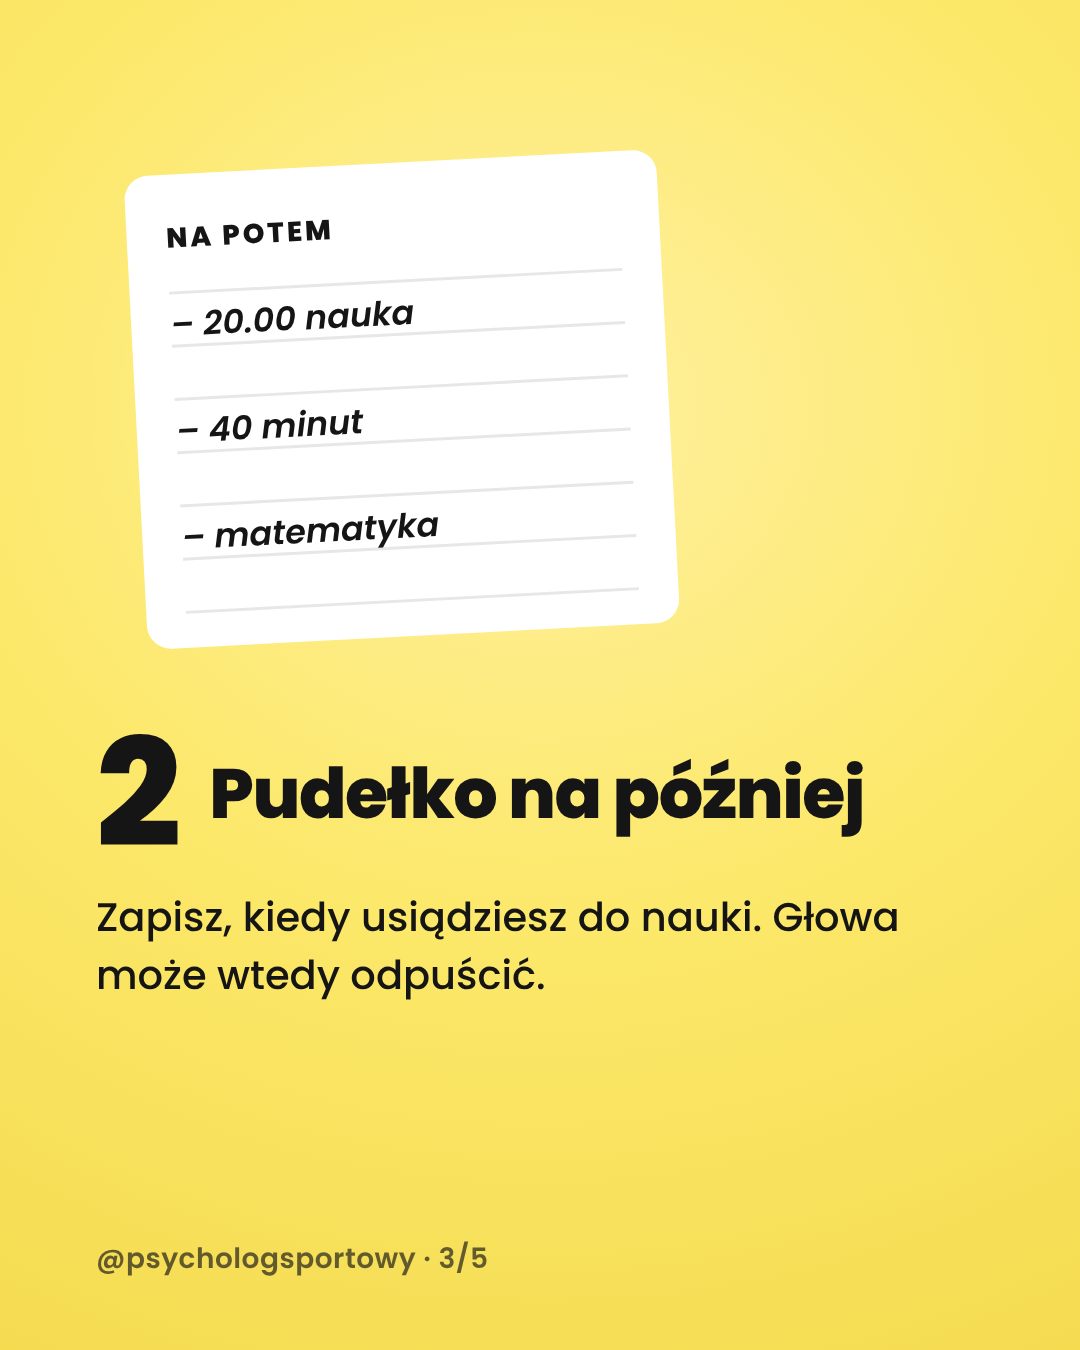 NA POTEM
– 20.00 nauka
– 40 minut
– matematyka
2 Pudełko na później
Zapisz, kiedy usiądziesz do nauki. Głowa
może wtedy odpuścić.
@psychologsportowy · 3/5